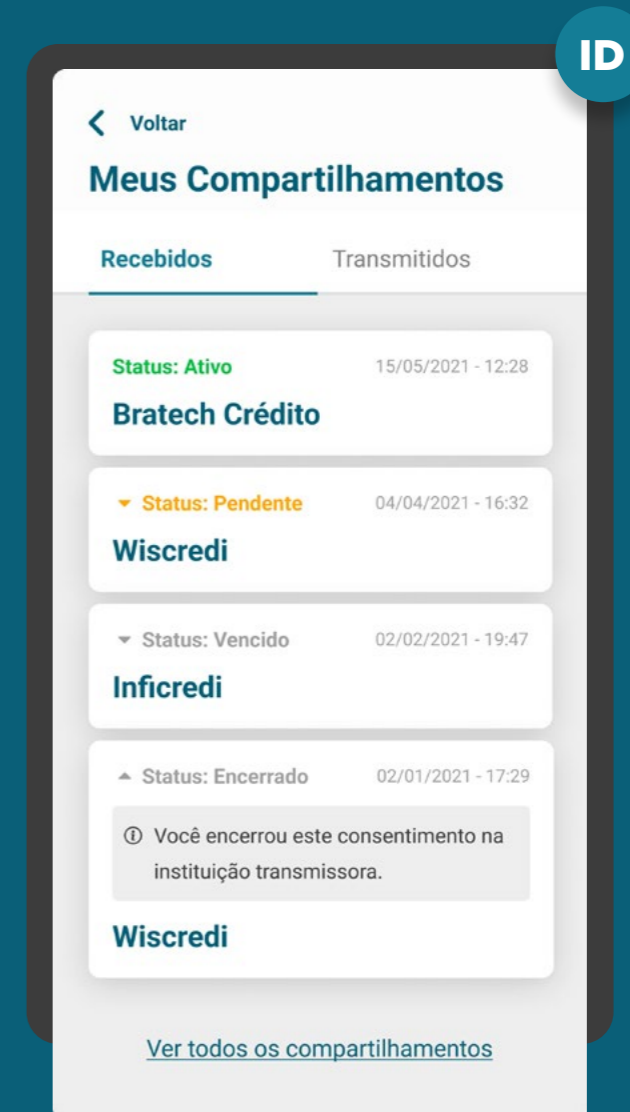 ID
Voltar
Meus Compartilhamentos
Recebidos Transmitidos
Status: Ativo 15/05/2021 - 12:28
Bratech Crédito
Status: Pendente 04/04/2021 - 16:32
Wiscredi
Status: Vencido 02/02/2021 - 19:47
Inficredi
Status: Encerrado 02/01/2021 - 17:29
Você encerrou este consentimento na
instituição transmissora.
Wiscredi
Ver todos os compartilhamentos